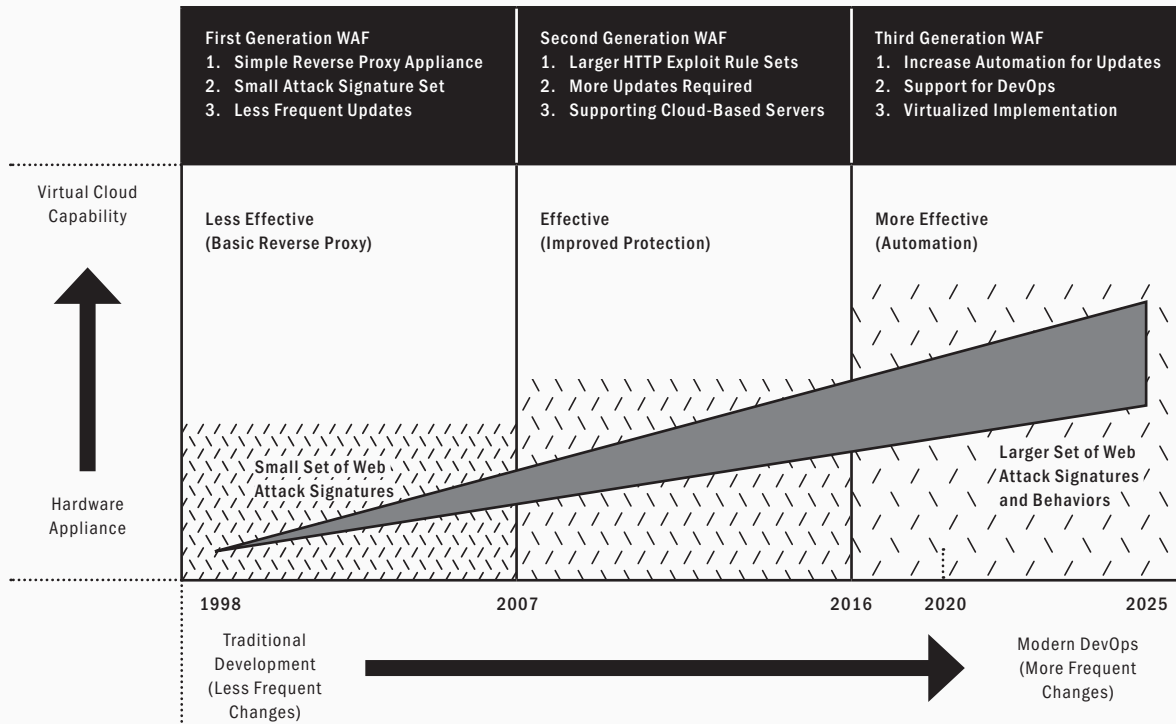 First Generation WAF
1. Simple Reverse Proxy Appliance
2. Small Attack Signature Set
3. Less Frequent Updates
Second Generation WAF
1. Larger HTTP Exploit Rule Sets
2. More Updates Required
3. Supporting Cloud-Based Servers
Third Generation WAF
1. Increase Automation for Updates
2. Support for DevOps
3. Virtualized Implementation
Virtual Cloud
Capability
Hardware
Appliance
Less Effective
(Basic Reverse Proxy)
Effective
(Improved Protection)
More Effective
(Automation)
Small Set of Web
Attack Signatures
Larger Set of Web
Attack Signatures
and Behaviors
1998
2007
2016
2020
2025
Traditional
Development
(Less Frequent
Changes)
Modern DevOps
(More Frequent
Changes)